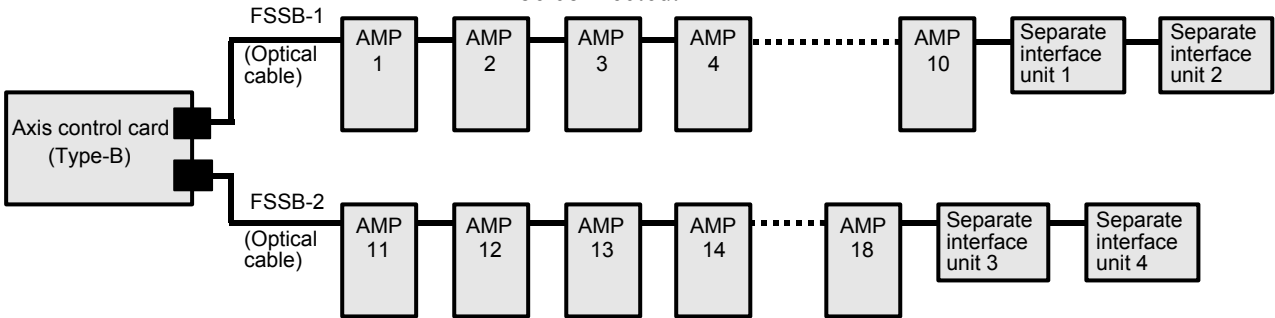 FSSB-1
(Optical
cable)
AMP
1
AMP
2
AMP
3
AMP
4
AMP
10
Separate
interface
unit 1
Separate
interface
unit 2
Axis control card
(Type-B)
FSSB-2
(Optical
cable)
AMP
11
AMP
12
AMP
13
AMP
14
AMP
18
Separate
interface
unit 3
Separate
interface
unit 4